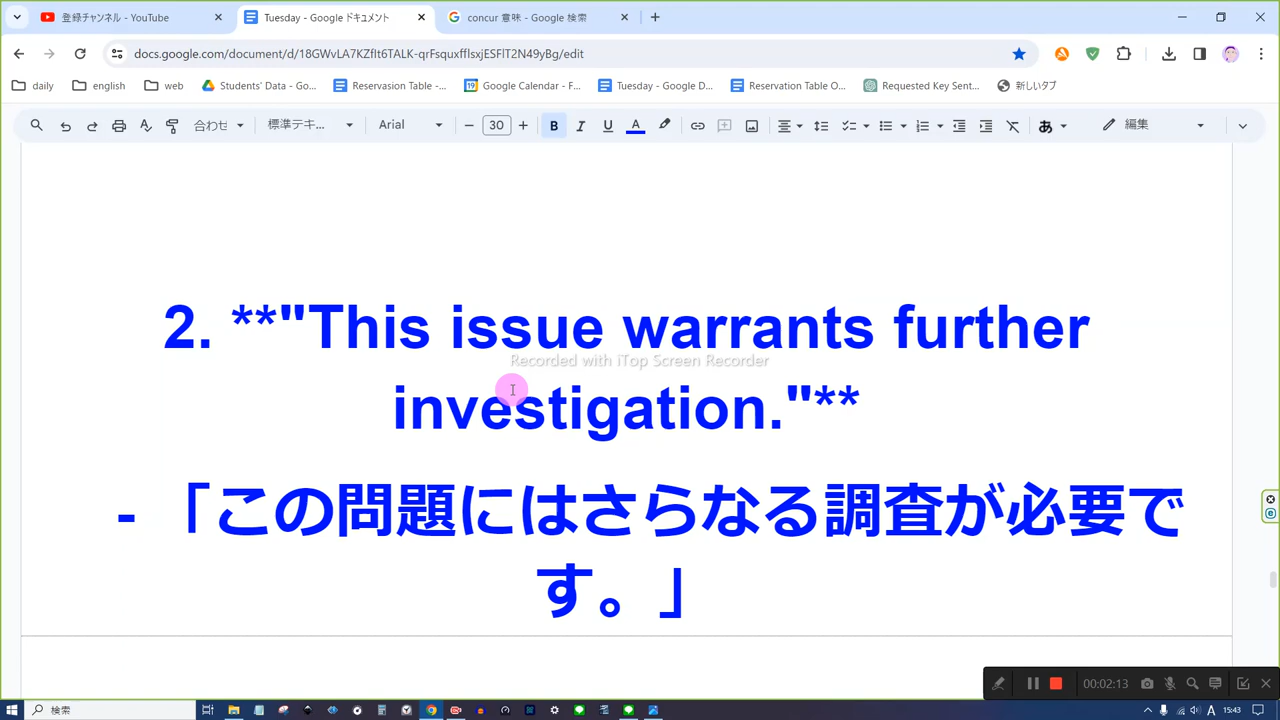 登録チャンネル - YouTube
Tuesday - Google ドキュメント
concur 意味 - Google 検索
docs.google.com/document/d/18GWvLA7KZflt6TALK-qrFsquxfflsxjESFlT2N49yBg/edit
daily
english
web
Students' Data - Go...
Reservasion Table -...
Google Calendar - F...
Tuesday - Google D...
Reservation Table O...
Requested Key Sent...
新しいタブ
合わせ
標準テキ...
Arial
30
編集
2. **"This issue warrants further
Recorded with iTop Screen Recorder
investigation."**
- 「この問題にはさらなる調査が必要で
す。」
00:02:13
検索
A
15:43